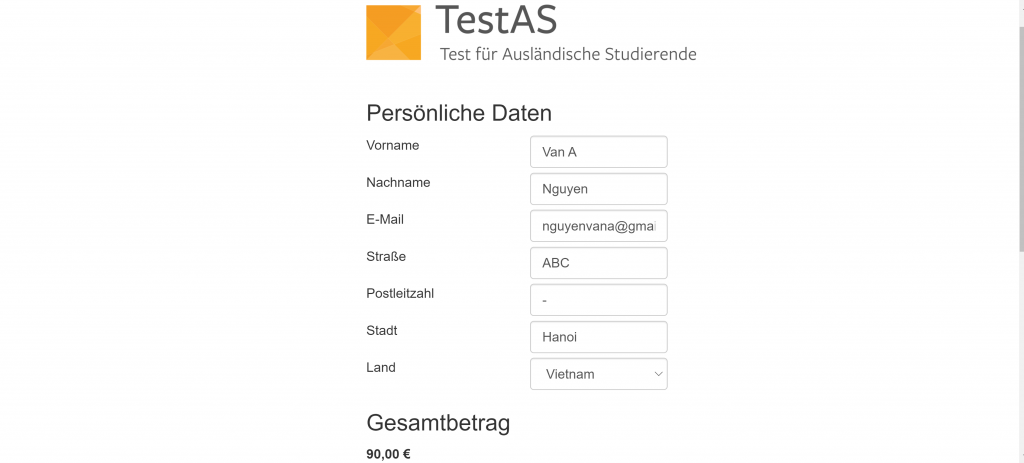 TestAS
Test für Ausländische Studierende
Persönliche Daten
Vorname Van A
Nachname Nguyen
E-Mail nguyenvana@gmai
Straße ABC
Postleitzahl -
Stadt Hanoi
Land Vietnam
Gesamtbetrag
90,00 €